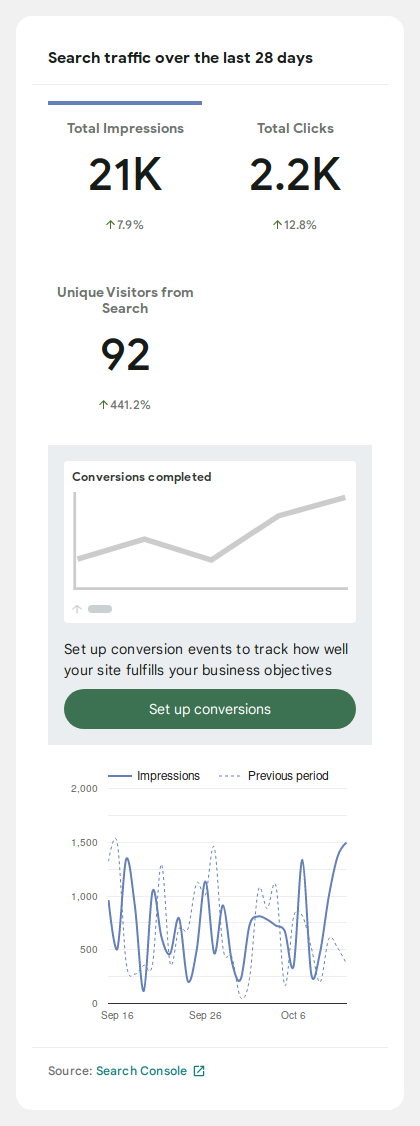 Search traffic over the last 28 days
Total Impressions
21K
↑7.9%
Total Clicks
2.2K
↑12.8%
Unique Visitors from
Search
92
↑441.2%
Conversions completed
Set up conversion events to track how well
your site fulfills your business objectives
Set up conversions
Impressions
Previous period
2,000
1,500
1,000
500
0
Sep 16
Sep 26
Oct 6
Source: Search Console